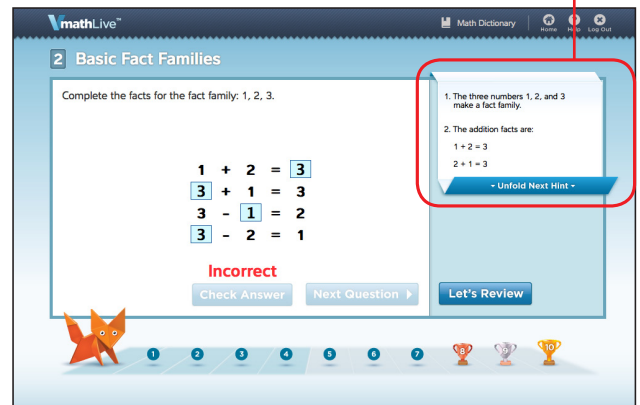 VmathLive™
Math Dictionary
Home Help Log Out
2 Basic Fact Families
Complete the facts for the fact family: 1, 2, 3.
1 + 2 = 3
3 + 1 = 3
3 - 1 = 2
3 - 2 = 1
Incorrect
Check Answer
Next Question
1. The three numbers 1, 2, and 3
make a fact family.
2. The addition facts are:
1 + 2 = 3
2 + 1 = 3
- Unfold Next Hint -
Let's Review
1 2 3 4 5 6 7 8 9 10